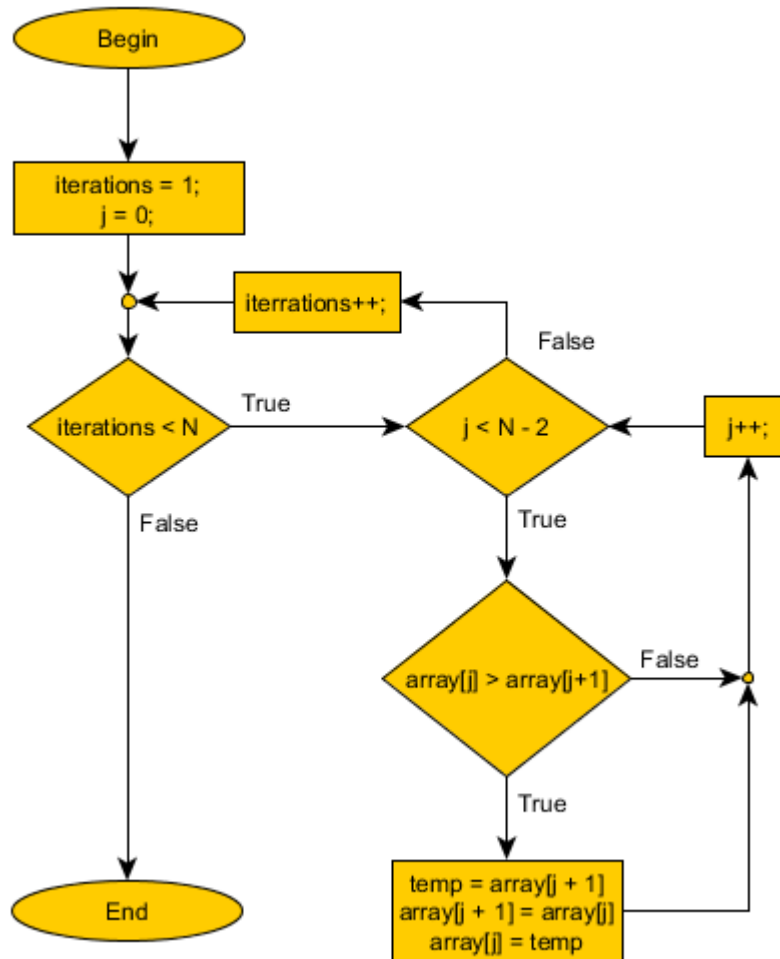 Begin
iterations = 1;
j = 0;
iterrations++;
False
iterations < N
True
j < N - 2
j++;
False
True
array[j] > array[j+1]
False
True
temp = array[j + 1]
array[j + 1] = array[j]
array[j] = temp
End